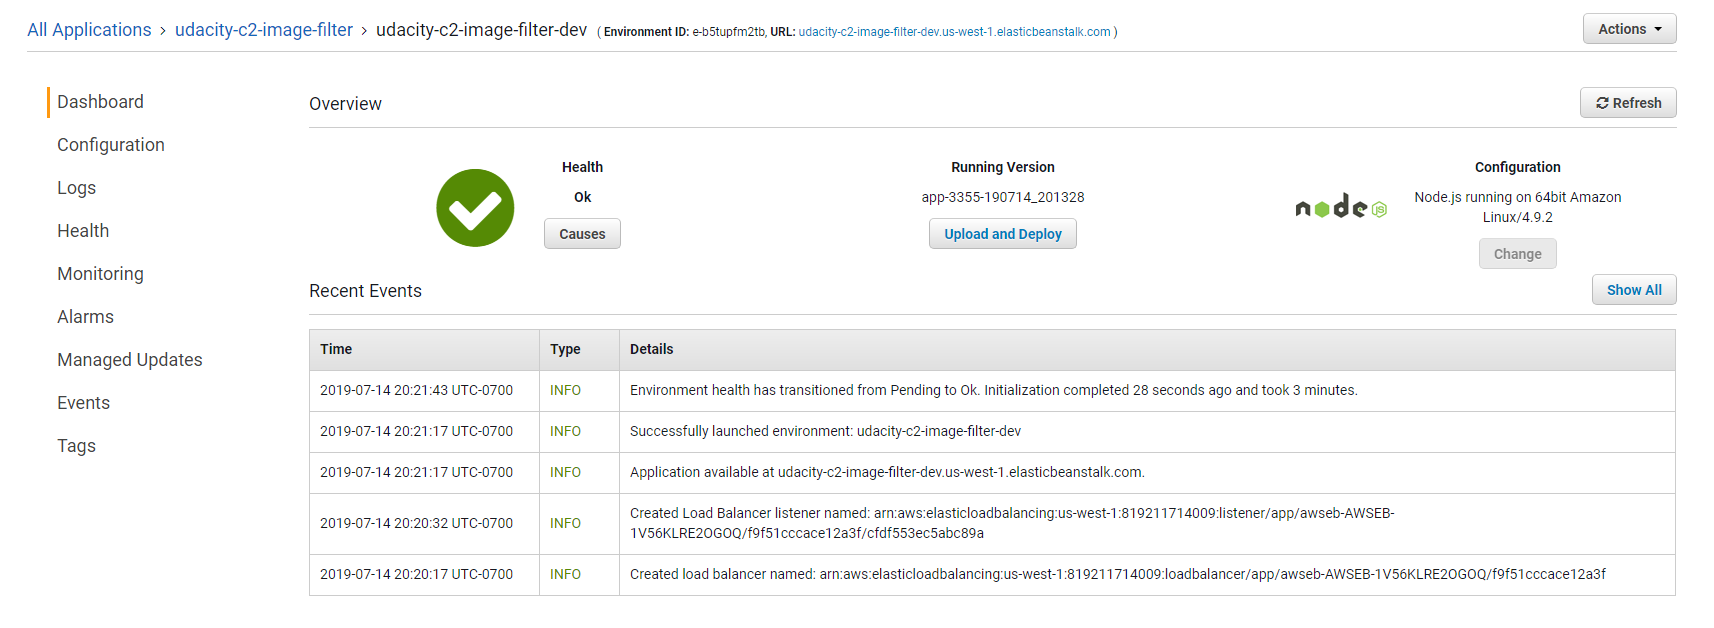 All Applications › udacity-c2-image-filter › udacity-c2-image-filter-dev ( Environment ID: e-b5tupfm2tb, URL: udacity-c2-image-filter-dev.us-west-1.elasticbeanstalk.com )
Actions
Dashboard
Configuration
Logs
Health
Monitoring
Alarms
Managed Updates
Events
Tags
Overview
Refresh
Health
Ok
Causes
Running Version
app-3355-190714_201328
Upload and Deploy
node JS
Configuration
Node.js running on 64bit Amazon
Linux/4.9.2
Change
Recent Events
Show All
Time Type Details
2019-07-14 20:21:43 UTC-0700 INFO Environment health has transitioned from Pending to Ok. Initialization completed 28 seconds ago and took 3 minutes.
2019-07-14 20:21:17 UTC-0700 INFO Successfully launched environment: udacity-c2-image-filter-dev
2019-07-14 20:21:17 UTC-0700 INFO Application available at udacity-c2-image-filter-dev.us-west-1.elasticbeanstalk.com.
2019-07-14 20:20:32 UTC-0700 INFO Created Load Balancer listener named: arn:aws:elasticloadbalancing:us-west-1:819211714009:listener/app/awseb-AWSEB-
1V56KLRE2OGOQ/f9f51cccace12a3f/cfdf553ec5abc89a
2019-07-14 20:20:17 UTC-0700 INFO Created load balancer named: arn:aws:elasticloadbalancing:us-west-1:819211714009:loadbalancer/app/awseb-AWSEB-1V56KLRE2OGOQ/f9f51cccace12a3f